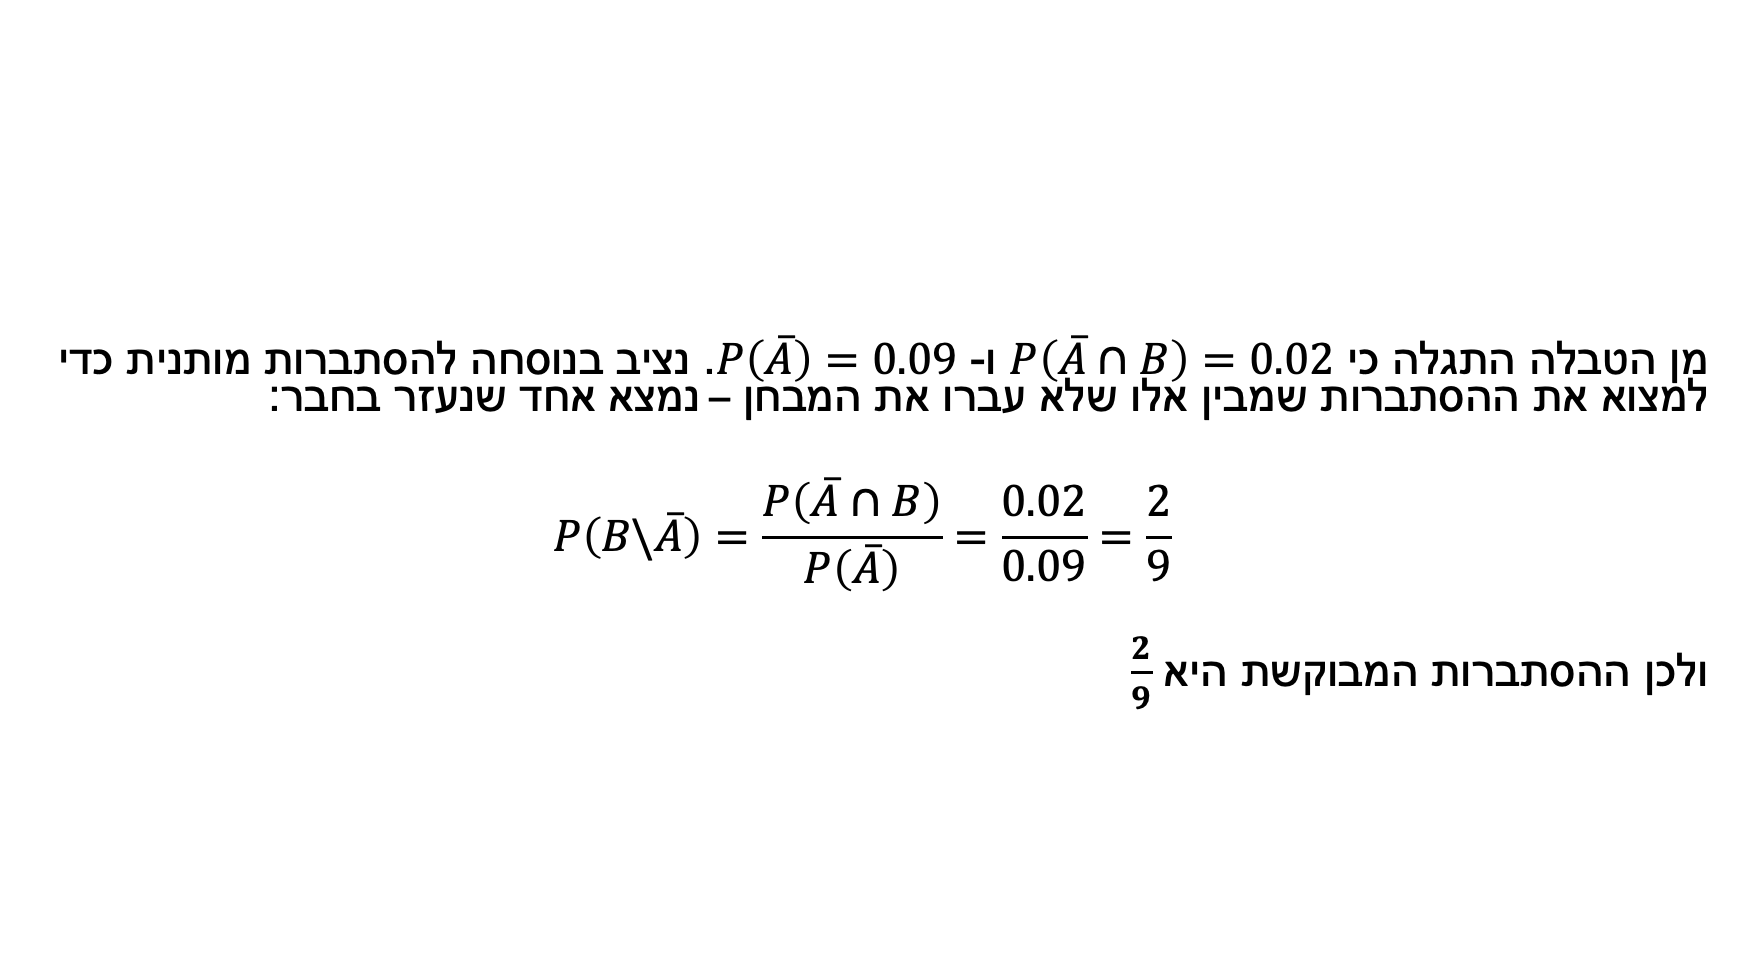 מן הטבלה התגלה כי P(Ā ∩ B) = 0.02 ו- P(Ā) = 0.09. נציב בנוסחה להסתברות מותנית כדי
למצוא את ההסתברות שמבין אלו שלא עברו את המבחן – נמצא אחד שנעזר בחבר:
P(B\Ā) = P(Ā ∩ B) / P(Ā) = 0.02 / 0.09 = 2 / 9
ולכן ההסתברות המבוקשת היא 2/9